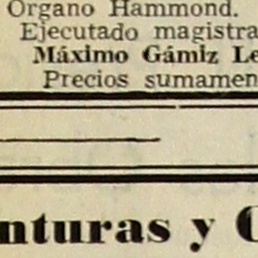 Organo Hammond.
Ejecutado magistra
Máximo Gámiz Le
Precios sumamen
nturas y